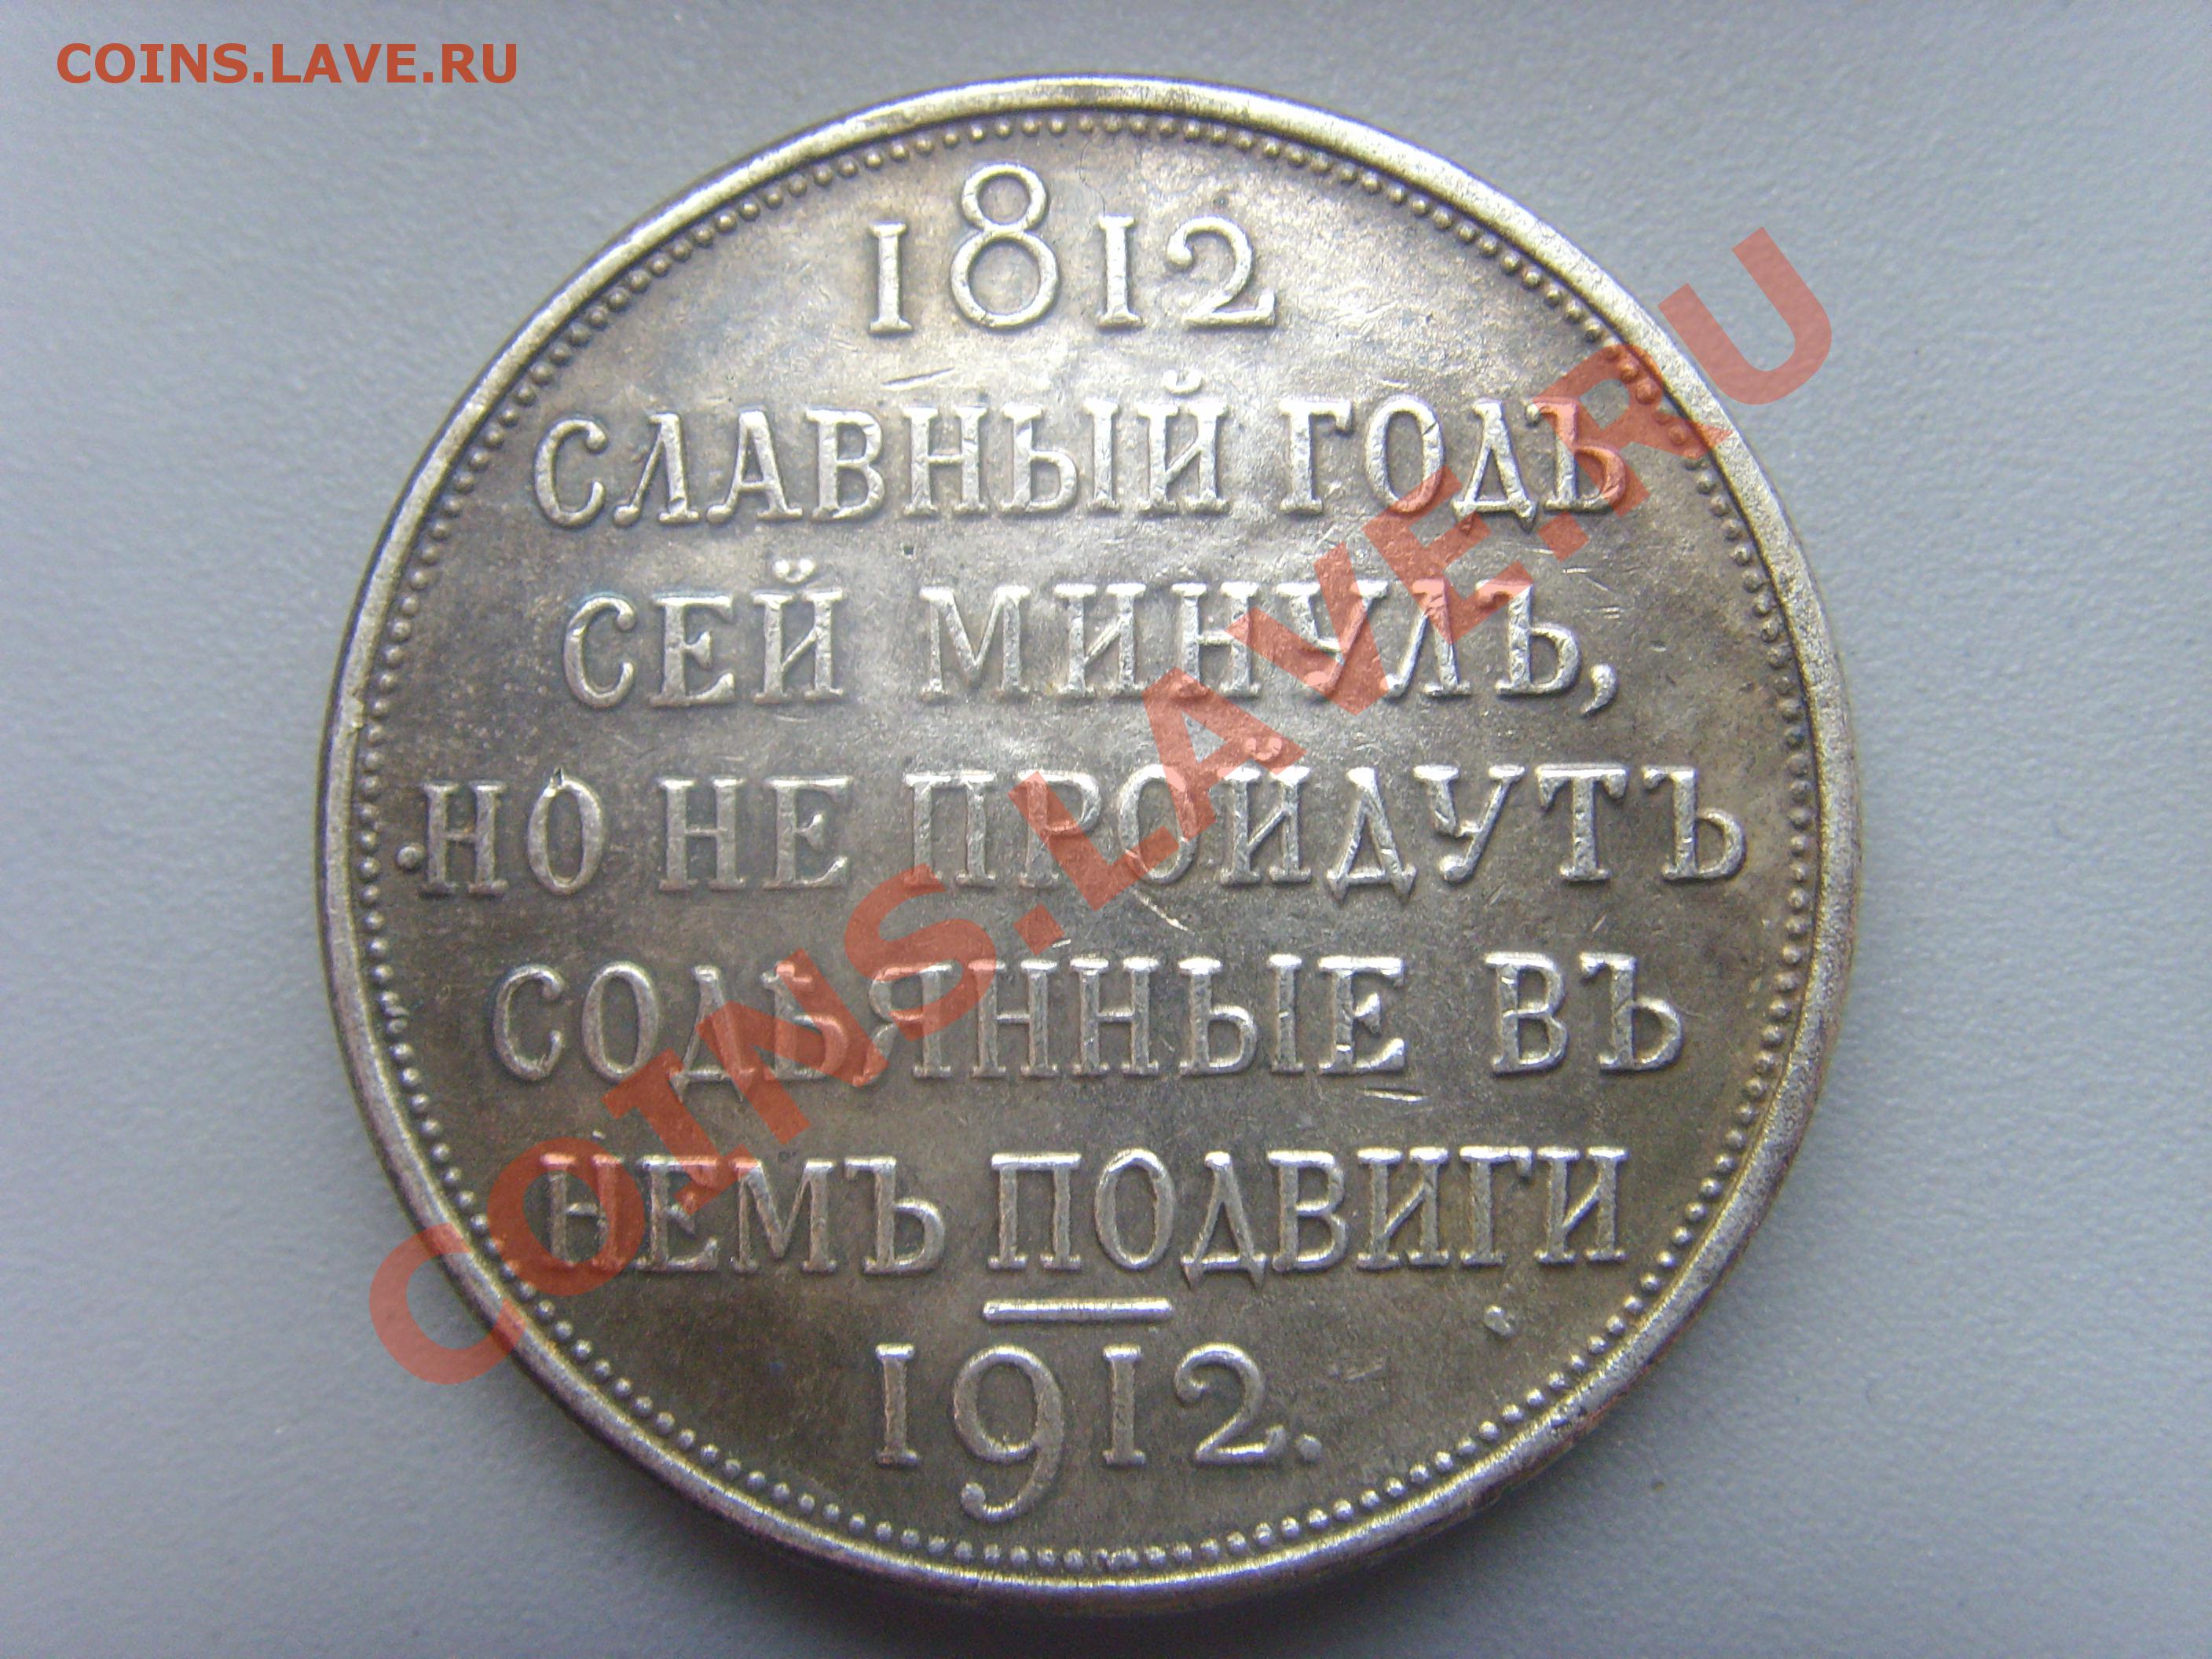 COINS.LAVE.RU
1812
СЛАВНЫЙ ГОДЪ
СЕЙ МИНУЛЪ,
НО НЕ ПРОЙДУТЪ
СОДѢЯННЫЕ ВЪ
НЕМЪ ПОДВИГИ
1912.
COINS.LAVE.RU